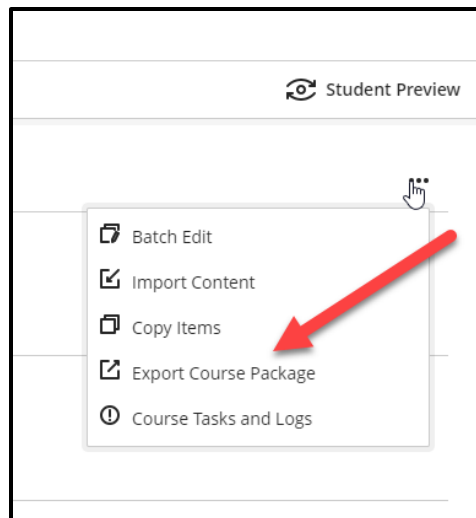 Student Preview
Batch Edit
Import Content
Copy Items
Export Course Package
Course Tasks and Logs